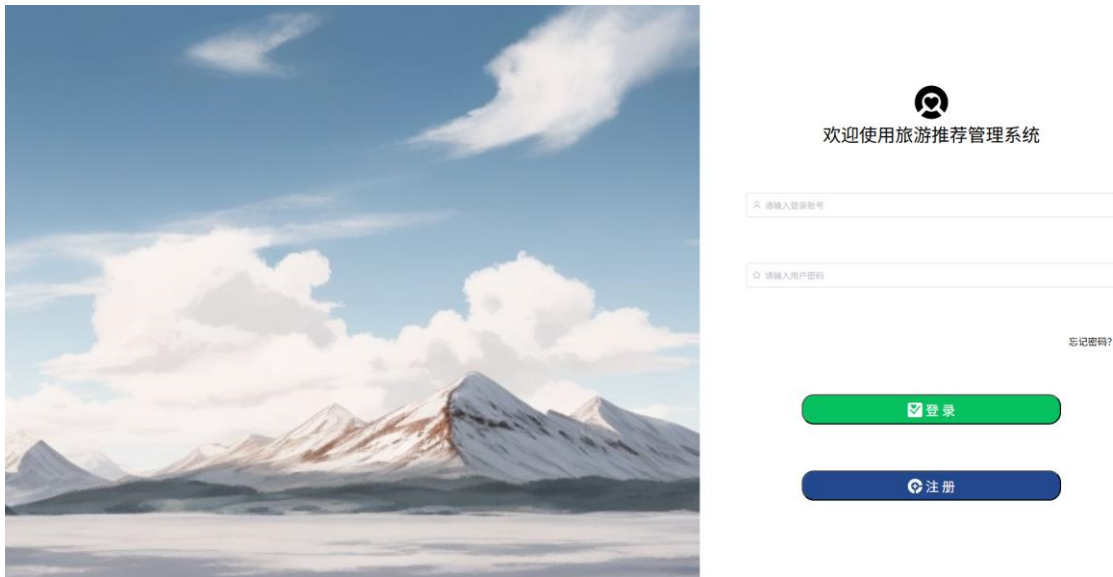 欢迎使用旅游推荐管理系统
请输入登录账号
请输入用户密码
忘记密码?
登 录
注 册